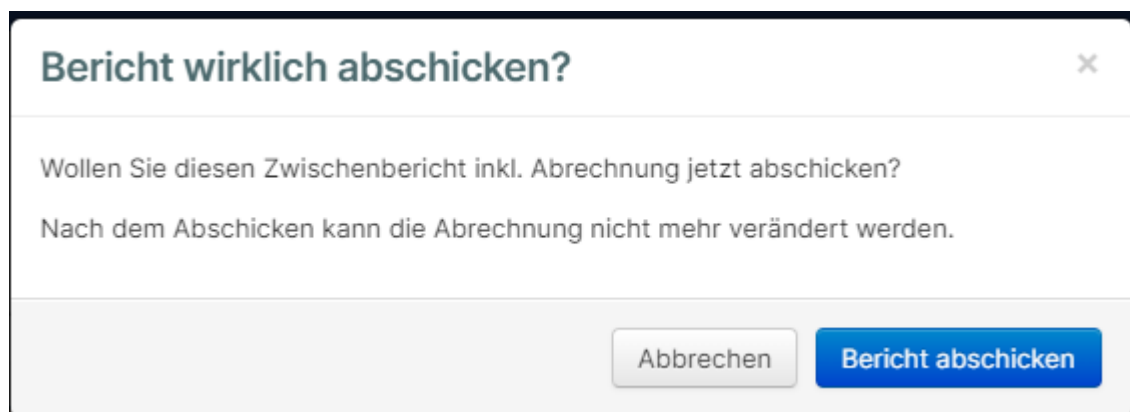 Bericht wirklich abschicken?
×
Wollen Sie diesen Zwischenbericht inkl. Abrechnung jetzt abschicken?
Nach dem Abschicken kann die Abrechnung nicht mehr verändert werden.
Abbrechen
Bericht abschicken